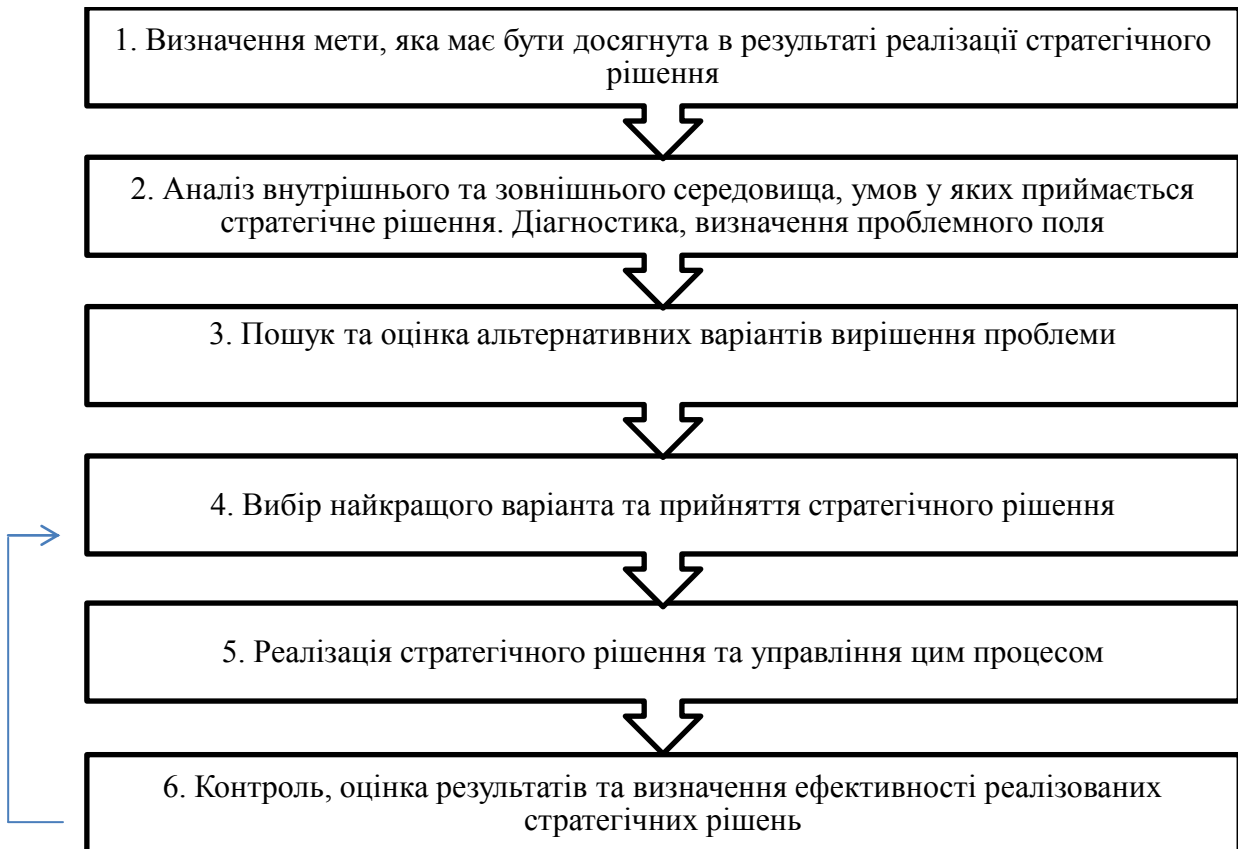 1. Визначення мети, яка має бути досягнута в результаті реалізації стратегічного
рішення
2. Аналіз внутрішнього та зовнішнього середовища, умов у яких приймається
стратегічне рішення. Діагностика, визначення проблемного поля
3. Пошук та оцінка альтернативних варіантів вирішення проблеми
4. Вибір найкращого варіанта та прийняття стратегічного рішення
5. Реалізація стратегічного рішення та управління цим процесом
6. Контроль, оцінка результатів та визначення ефективності реалізованих
стратегічних рішень